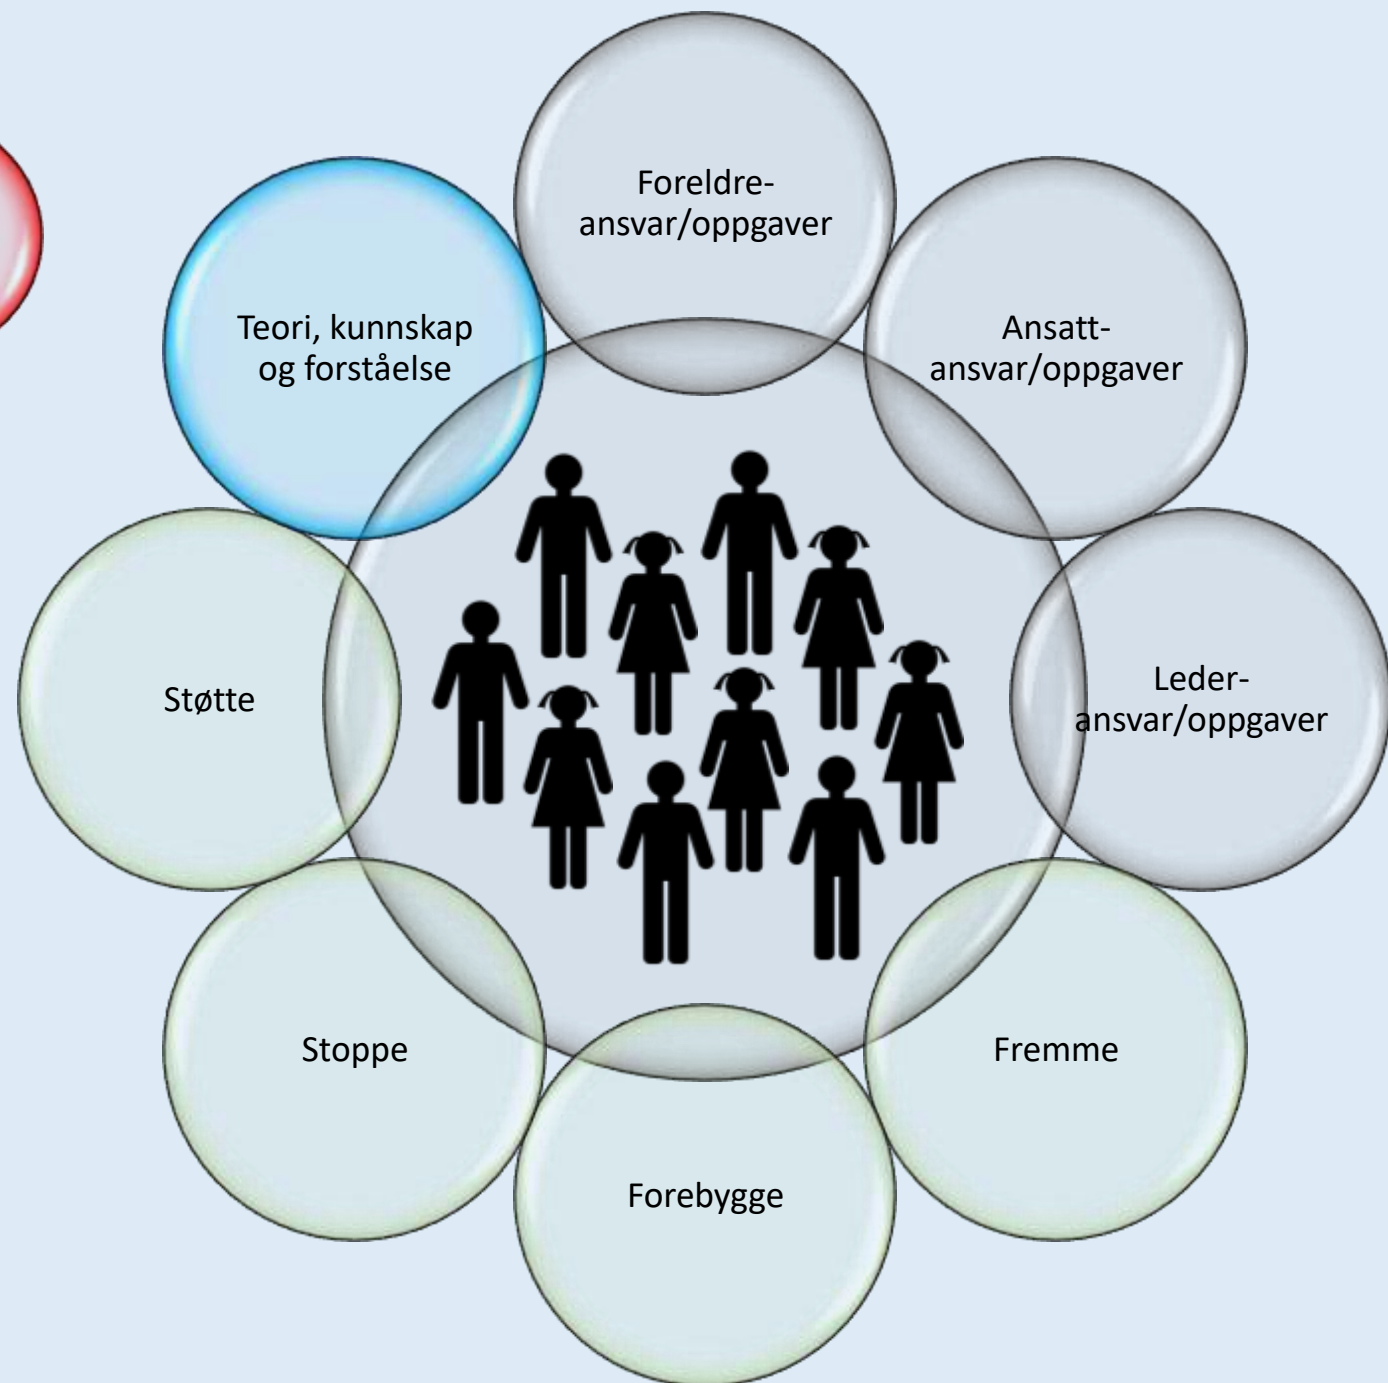 Foreldre-
ansvar/oppgaver
Ansatt-
ansvar/oppgaver
Leder-
ansvar/oppgaver
Fremme
Forebygge
Stoppe
Støtte
Teori, kunnskap
og forståelse